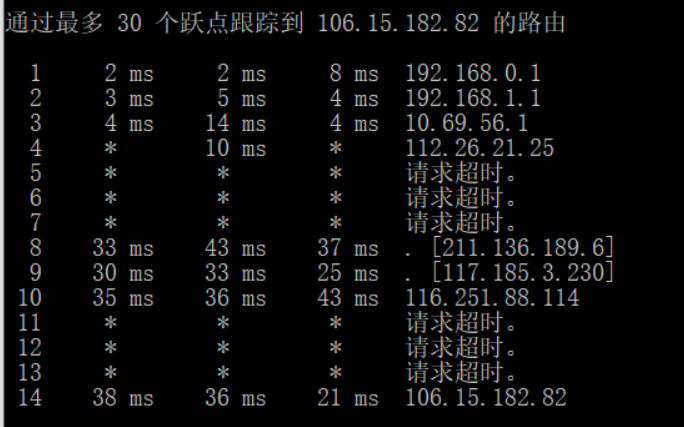 通过最多 30 个跃点跟踪到 106.15.182.82 的路由
1 2 ms 2 ms 8 ms 192.168.0.1
2 3 ms 5 ms 4 ms 192.168.1.1
3 4 ms 14 ms 4 ms 10.69.56.1
4 * 10 ms * 112.26.21.25
5 * * * 请求超时。
6 * * * 请求超时。
7 * * * 请求超时。
8 33 ms 43 ms 37 ms . [211.136.189.6]
9 30 ms 33 ms 25 ms . [117.185.3.230]
10 35 ms 36 ms 43 ms 116.251.88.114
11 * * * 请求超时。
12 * * * 请求超时。
13 * * * 请求超时。
14 38 ms 36 ms 21 ms 106.15.182.82